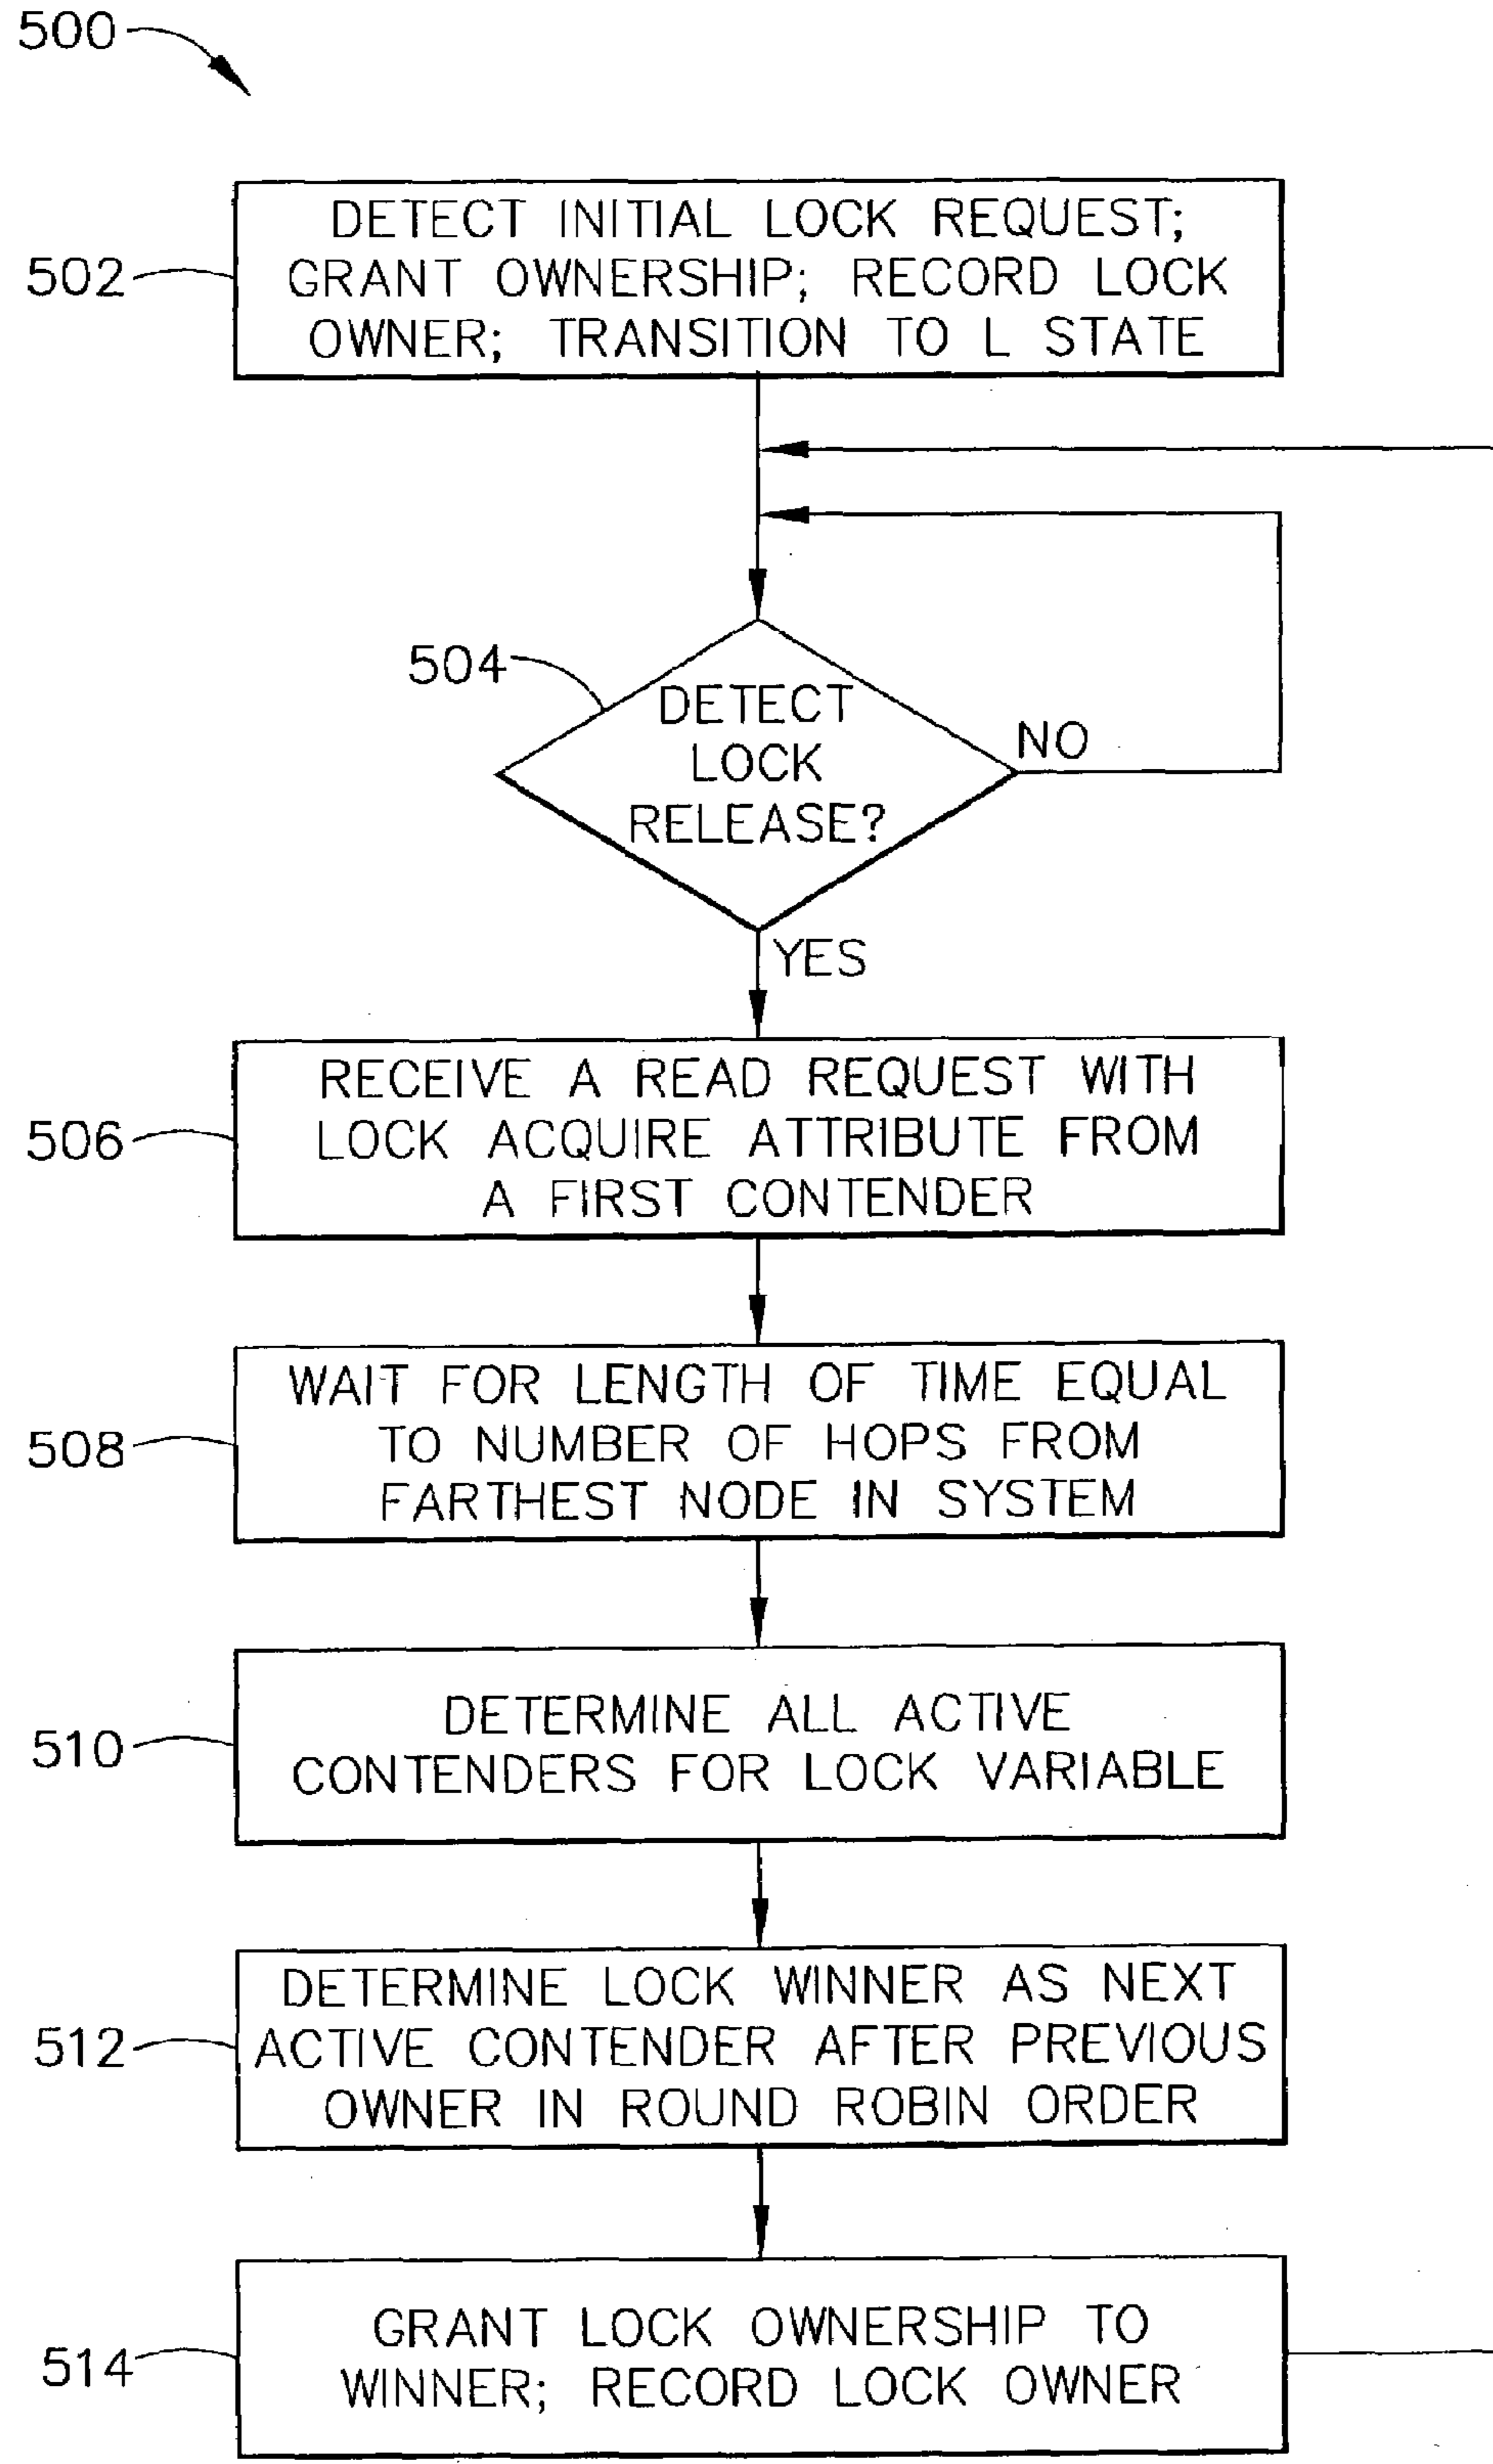 500
502
DETECT INITIAL LOCK REQUEST;
GRANT OWNERSHIP; RECORD LOCK
OWNER; TRANSITION TO L STATE
504
DETECT
LOCK
RELEASE?
NO
YES
506
RECEIVE A READ REQUEST WITH
LOCK ACQUIRE ATTRIBUTE FROM
A FIRST CONTENDER
508
WAIT FOR LENGTH OF TIME EQUAL
TO NUMBER OF HOPS FROM
FARTHEST NODE IN SYSTEM
510
DETERMINE ALL ACTIVE
CONTENDERS FOR LOCK VARIABLE
512
DETERMINE LOCK WINNER AS NEXT
ACTIVE CONTENDER AFTER PREVIOUS
OWNER IN ROUND ROBIN ORDER
514
GRANT LOCK OWNERSHIP TO
WINNER; RECORD LOCK OWNER